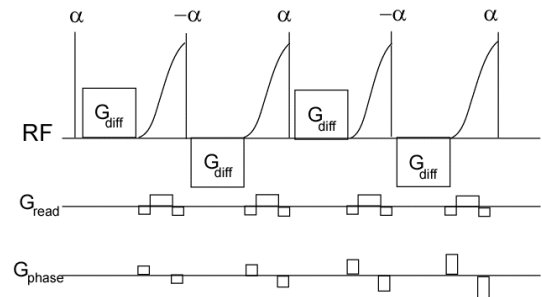 α −α α −α α
G_diff G_diff
RF
G_diff G_diff
G_read
G_phase